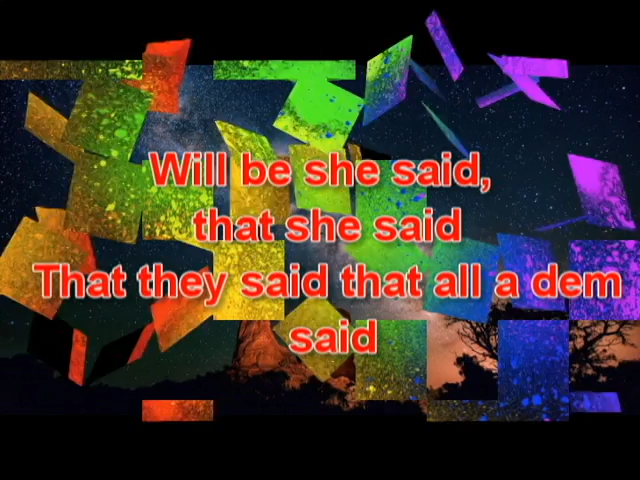 Will be she said,
that she said
That they said that all a dem
said